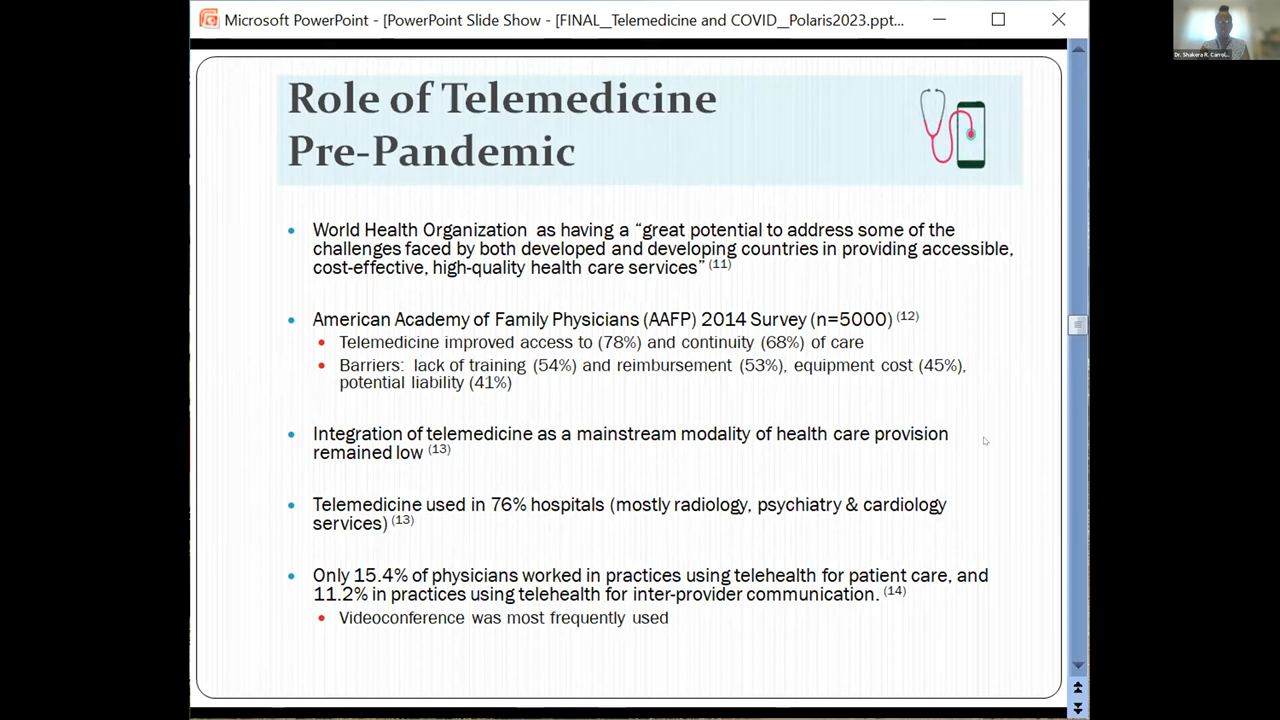 Microsoft PowerPoint - [PowerPoint Slide Show - [FINAL__Telemedicine and COVID__Polaris2023.ppt...
Dr. Shakera R. Carrol...
Role of Telemedicine
Pre-Pandemic
• World Health Organization as having a “great potential to address some of the
challenges faced by both developed and developing countries in providing accessible,
cost-effective, high-quality health care services” (11)
• American Academy of Family Physicians (AAFP) 2014 Survey (n=5000) (12)
• Telemedicine improved access to (78%) and continuity (68%) of care
• Barriers: lack of training (54%) and reimbursement (53%), equipment cost (45%),
potential liability (41%)
• Integration of telemedicine as a mainstream modality of health care provision
remained low (13)
• Telemedicine used in 76% hospitals (mostly radiology, psychiatry & cardiology
services) (13)
• Only 15.4% of physicians worked in practices using telehealth for patient care, and
11.2% in practices using telehealth for inter-provider communication. (14)
• Videoconference was most frequently used